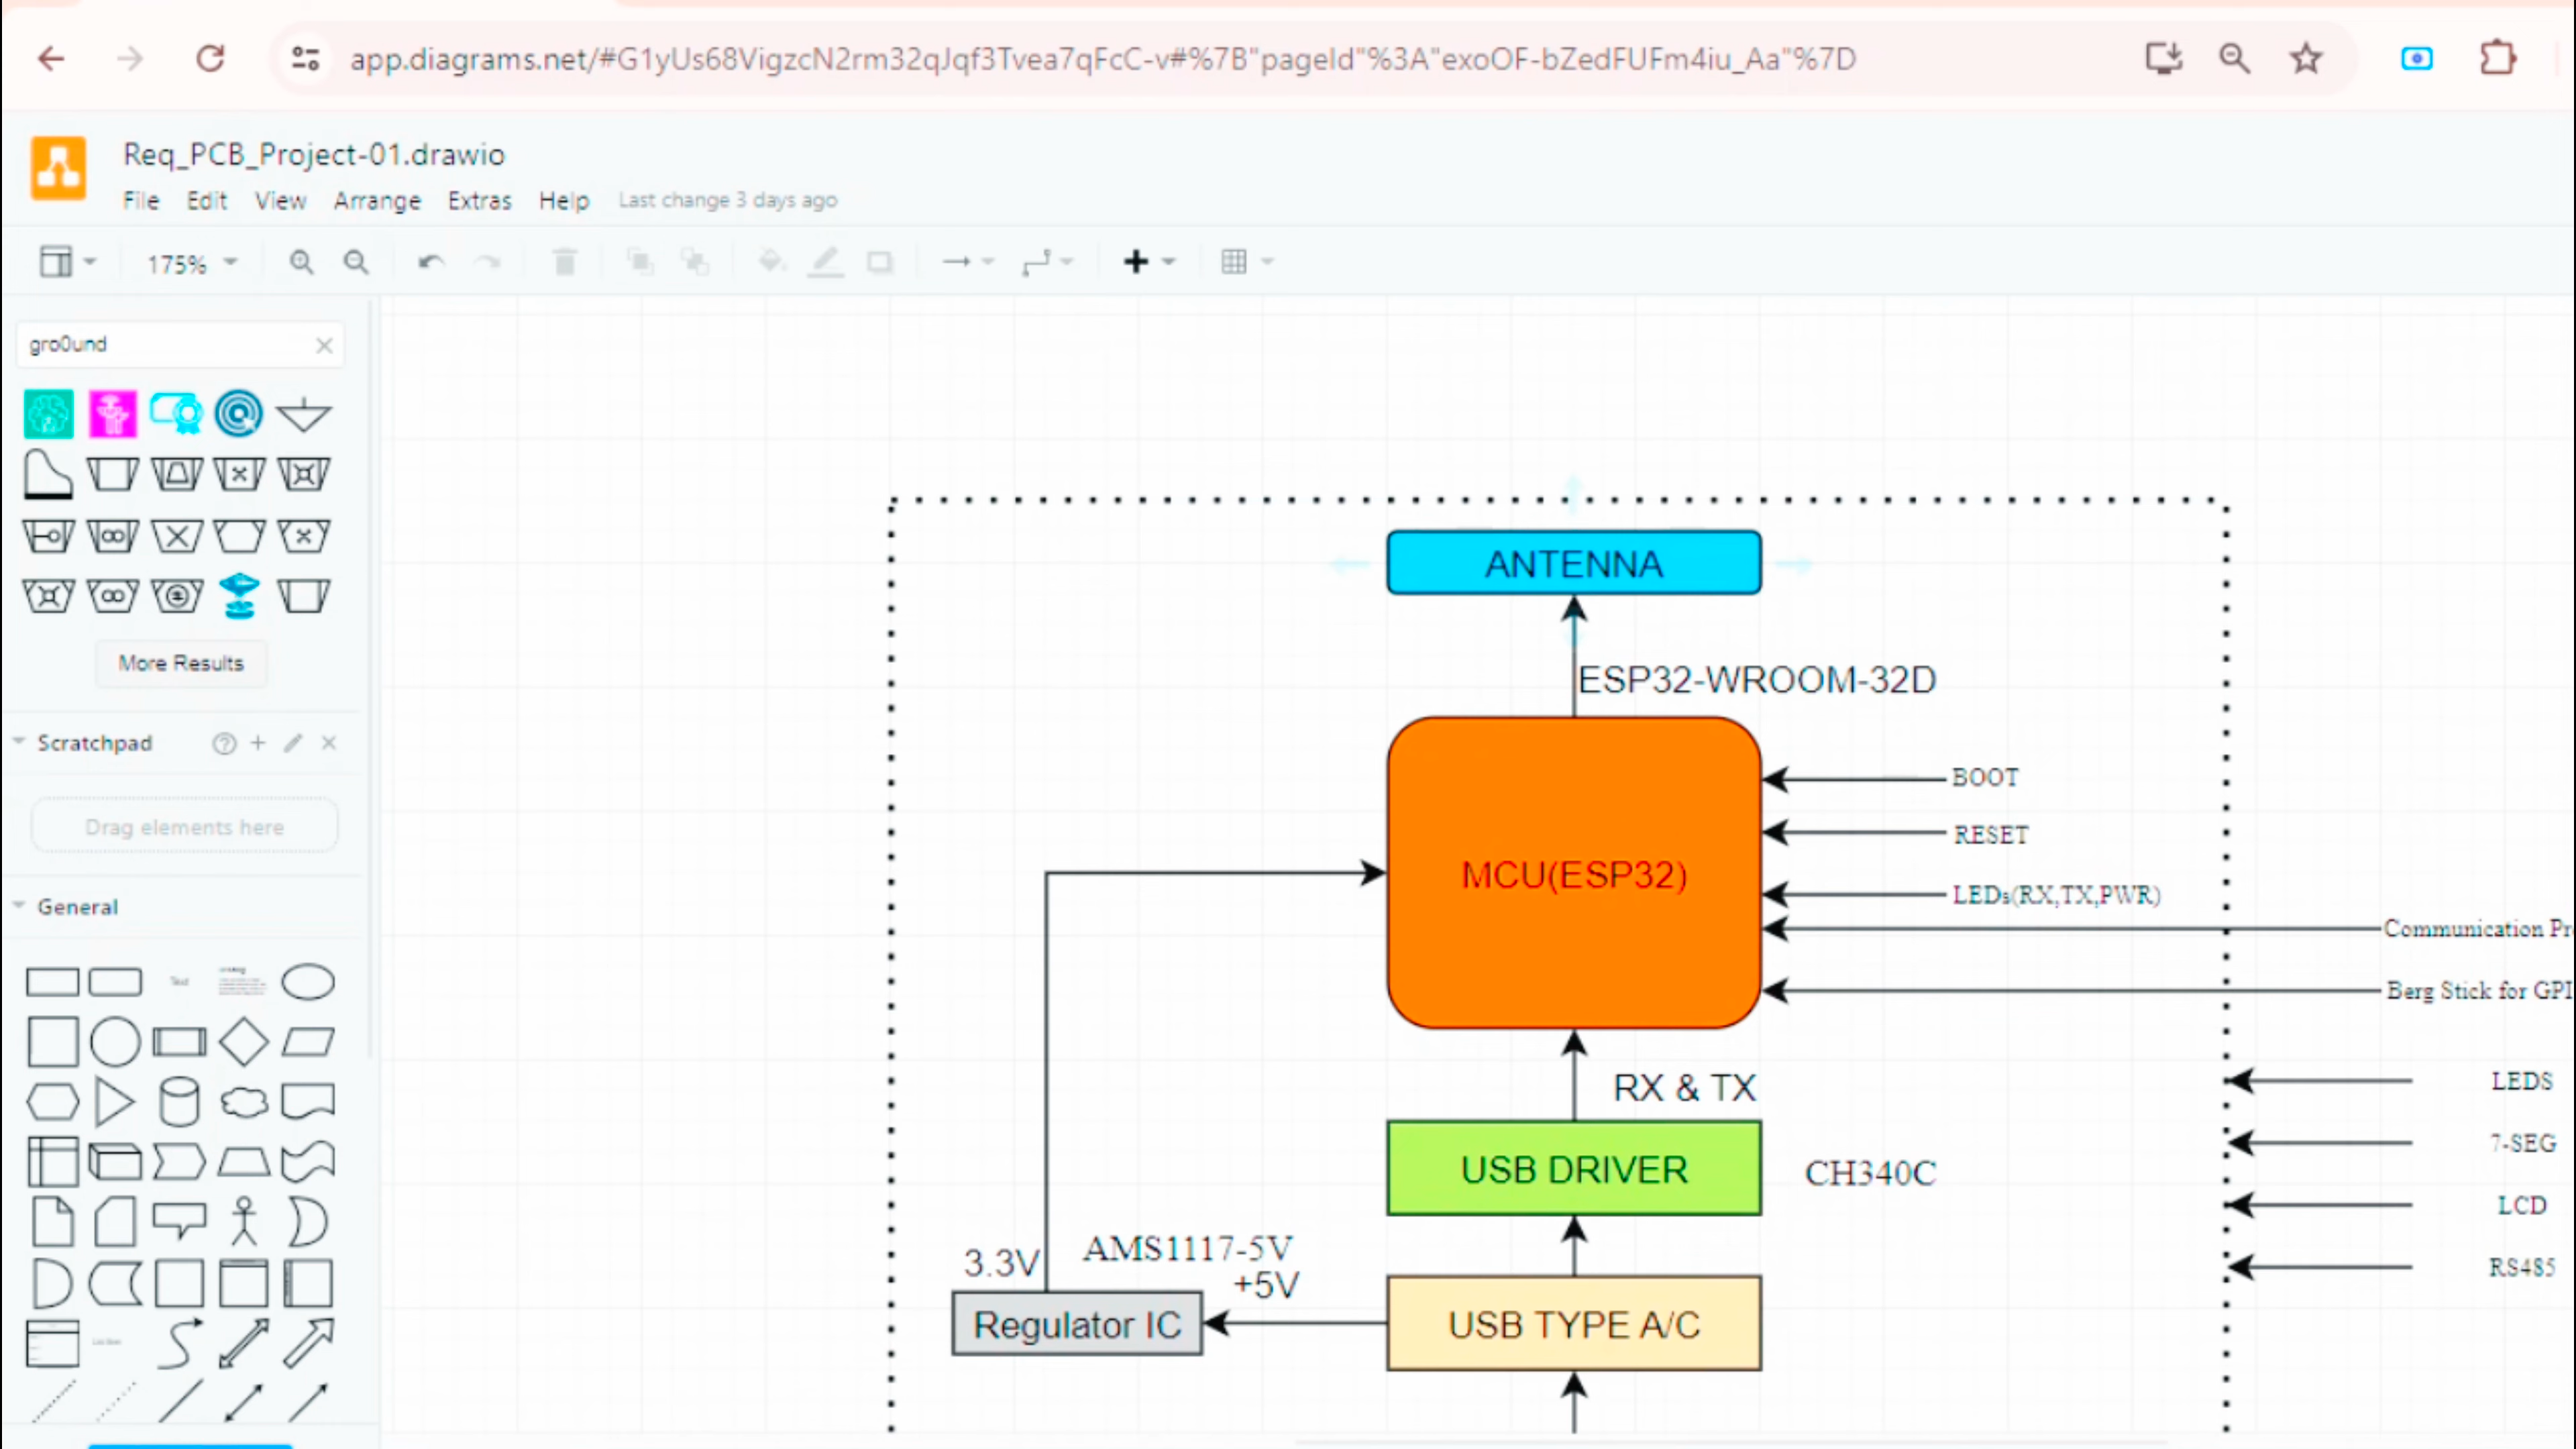 app.diagrams.net/#G1yUs68VigzcN2rm32qJqf3Tvea7qFcC-v#%7B"pageId"%3A"exoOF-bZedFUFm4iu_Aa"%7D
Req_PCB_Project-01.drawio
File Edit View Arrange Extras Help Last change 3 days ago
175%
gro0und
More Results
Scratchpad
Drag elements here
General
Text
ANTENNA
ESP32-WROOM-32D
MCU(ESP32)
BOOT
RESET
LEDs(RX,TX,PWR)
Communication Pr
Berg Stick for GPI
RX & TX
LEDS
USB DRIVER
CH340C
7-SEG
LCD
3.3V
AMS1117-5V
+5V
RS485
Regulator IC
USB TYPE A/C